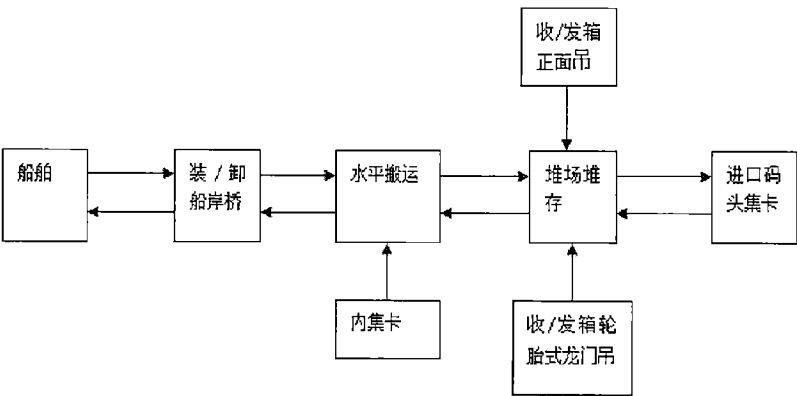 收/发箱
正面吊
船舶
装/卸
船岸桥
水平搬运
堆场堆
存
进口码
头集卡
内集卡
收/发箱轮
胎式龙门吊